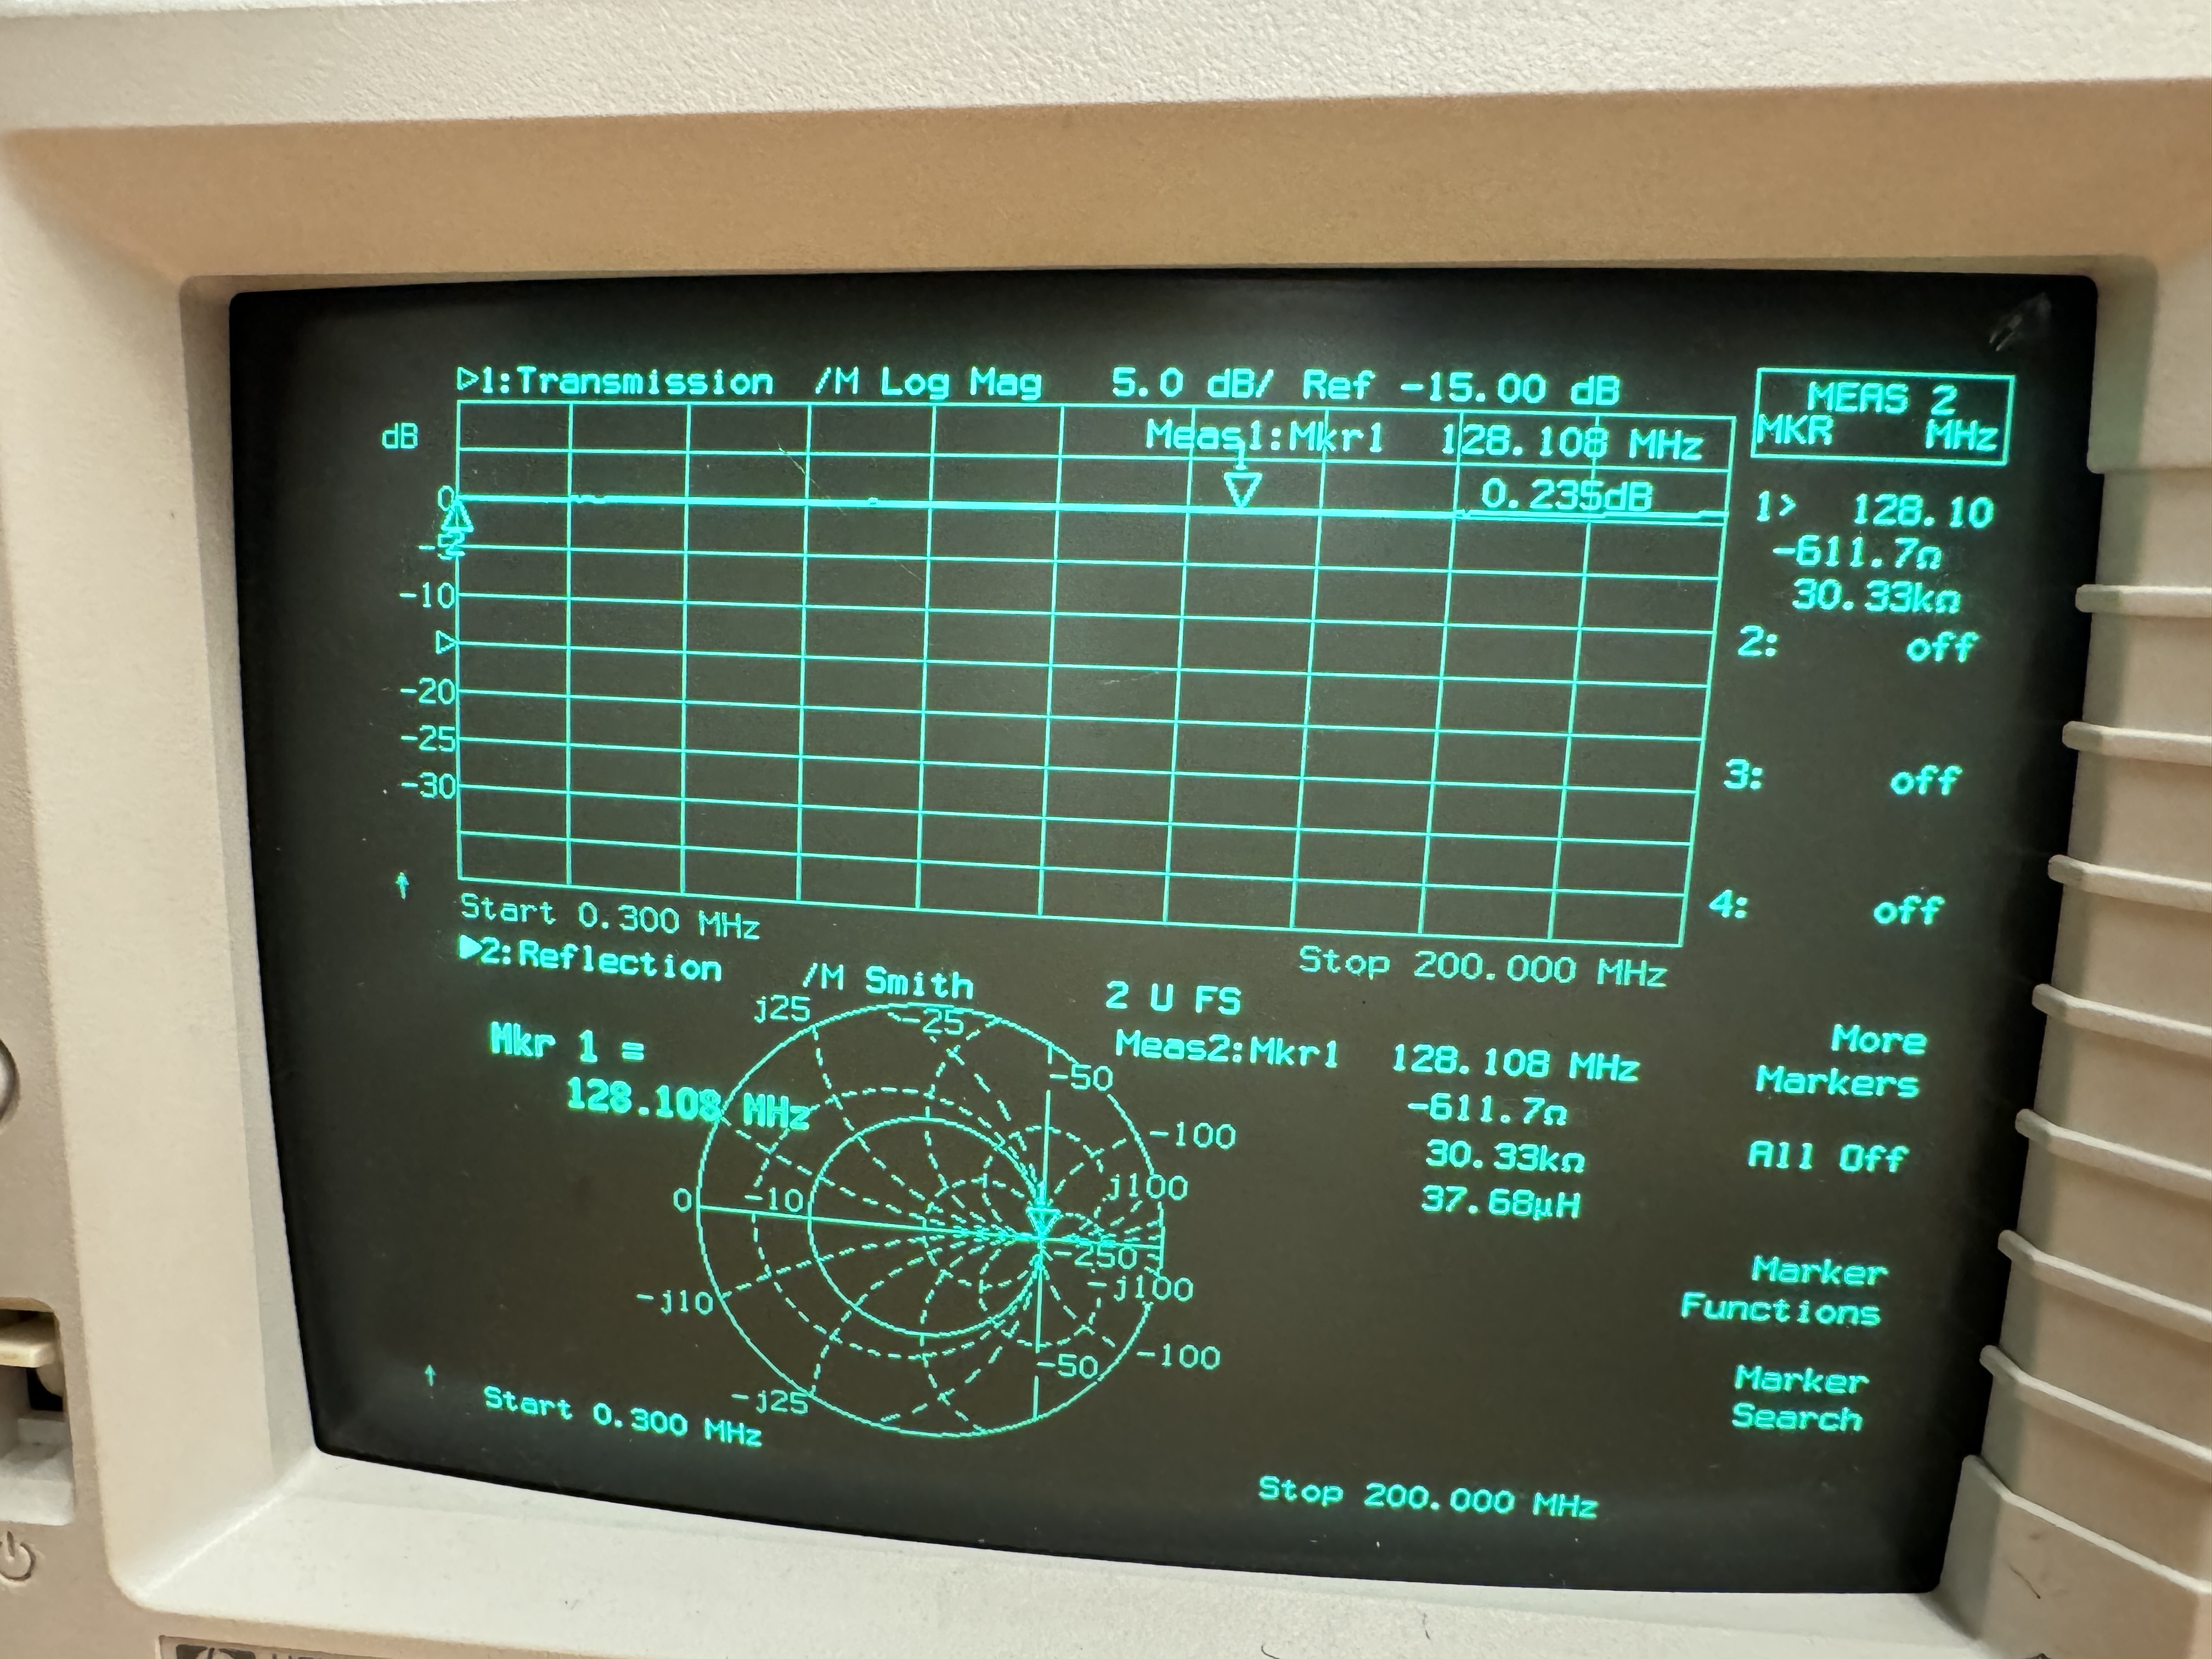 ▷1:Transmission /M Log Mag 5.0 dB/ Ref -15.00 dB
MEAS 2
MKR MHz
dB
Meas1:Mkr1 128.108 MHz
0.235dB
1
0
-5
2
-10
-20
-25
-30
1> 128.10
-611.7Ω
30.33kΩ
2: off
3: off
4: off
Start 0.300 MHz
Stop 200.000 MHz
▶2:Reflection /M Smith 2 U FS
Mkr 1 =
128.108 MHz
Meas2:Mkr1 128.108 MHz
-611.7Ω
30.33kΩ
37.68µH
j25
-25
-50
-100
j100
0
-10
-250
-j100
-j10
-100
-50
-j25
Start 0.300 MHz
Stop 200.000 MHz
More
Markers
All Off
Marker
Functions
Marker
Search